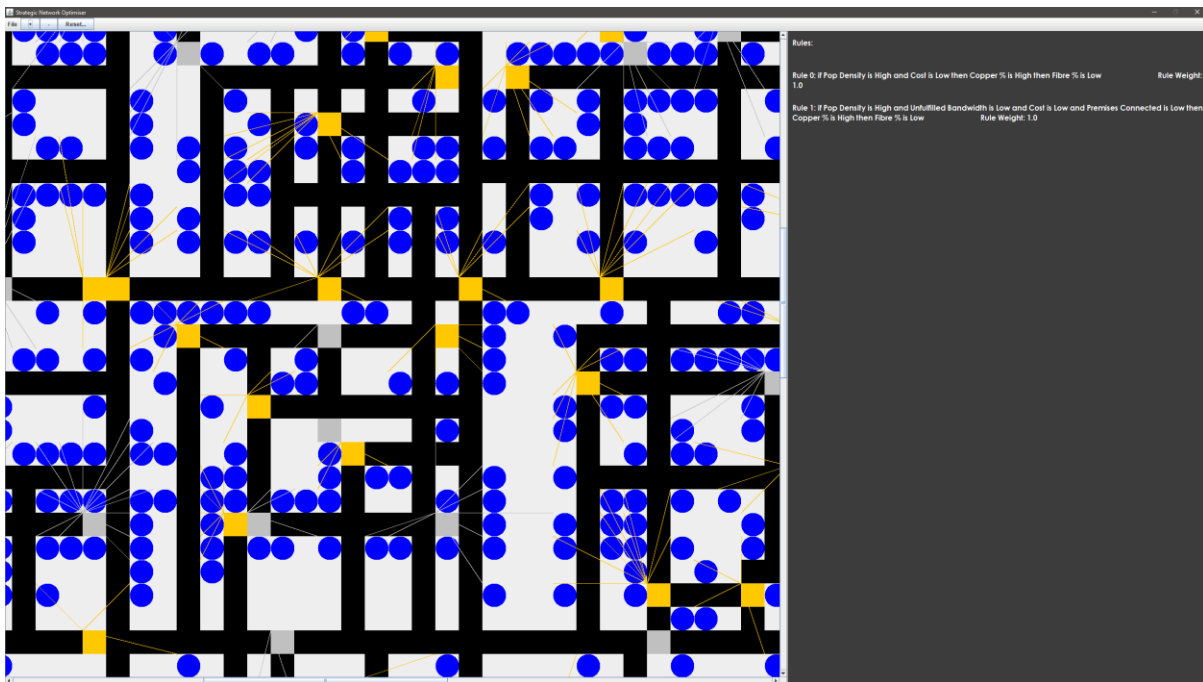 Strategic Network Optimiser
File + - Reset...
Rules:
Rule 0: if Pop Density is High and Cost is Low then Copper % is High then Fibre % is Low Rule Weight:
1.0
Rule 1: if Pop Density is High and Unfulfilled Bandwidth is Low and Cost is Low and Premises Connected is Low then
Copper % is High then Fibre % is Low Rule Weight: 1.0